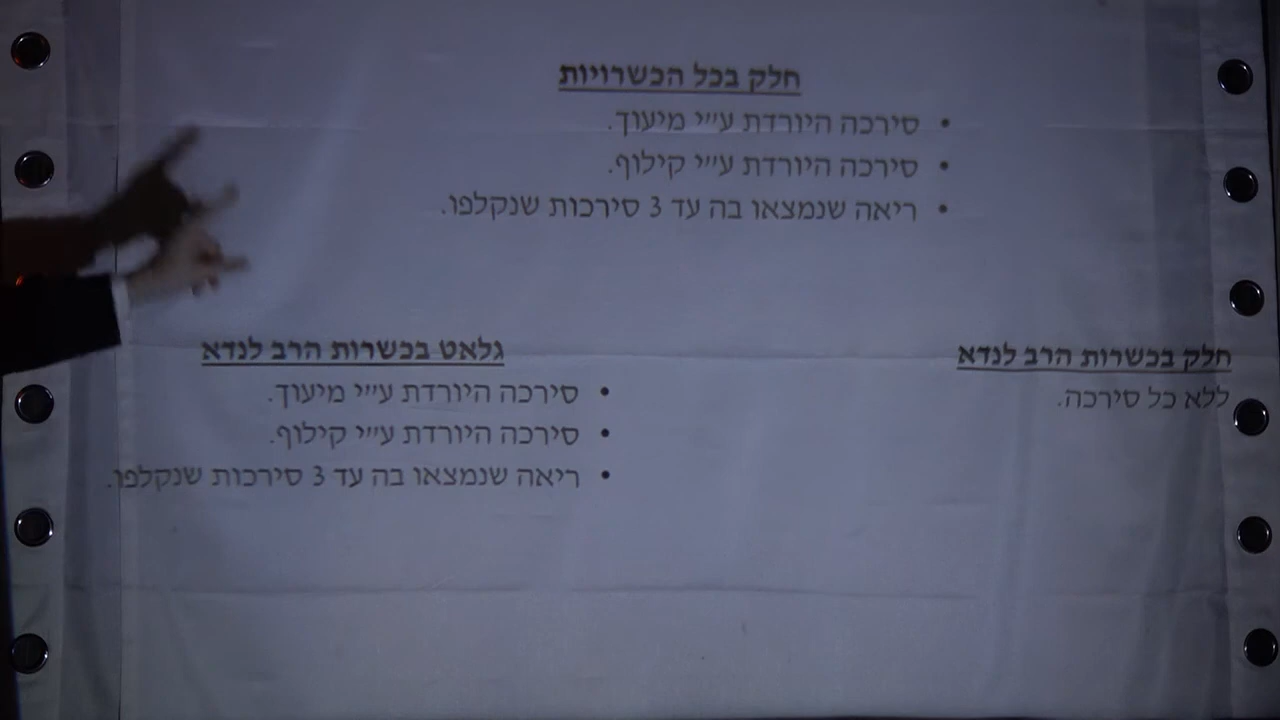 חלק בכל הכשרויות
• סירכה היורדת ע"י מיעוך.
• סירכה היורדת ע"י קילוף.
• ריאה שנמצאו בה עד 3 סירכות שנקלפו.
חלק בכשרות הרב לנדא
ללא כל סירכה.
גלאט בכשרות הרב לנדא
• סירכה היורדת ע"י מיעוך.
• סירכה היורדת ע"י קילוף.
• ריאה שנמצאו בה עד 3 סירכות שנקלפו.